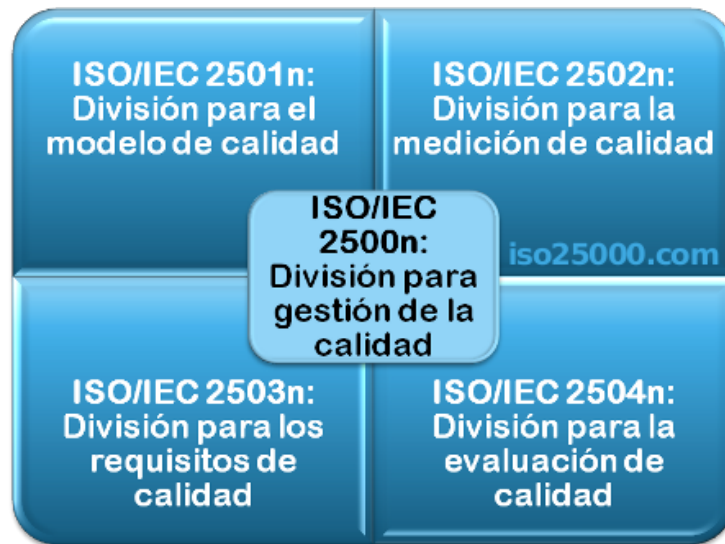 ISO/IEC 2501n:
División para el
modelo de calidad
ISO/IEC 2502n:
División para la
medición de calidad
ISO/IEC
2500n:
División para
gestión de la
calidad
iso25000.com
ISO/IEC 2503n:
División para los
requisitos de
calidad
ISO/IEC 2504n:
División para la
evaluación de
calidad